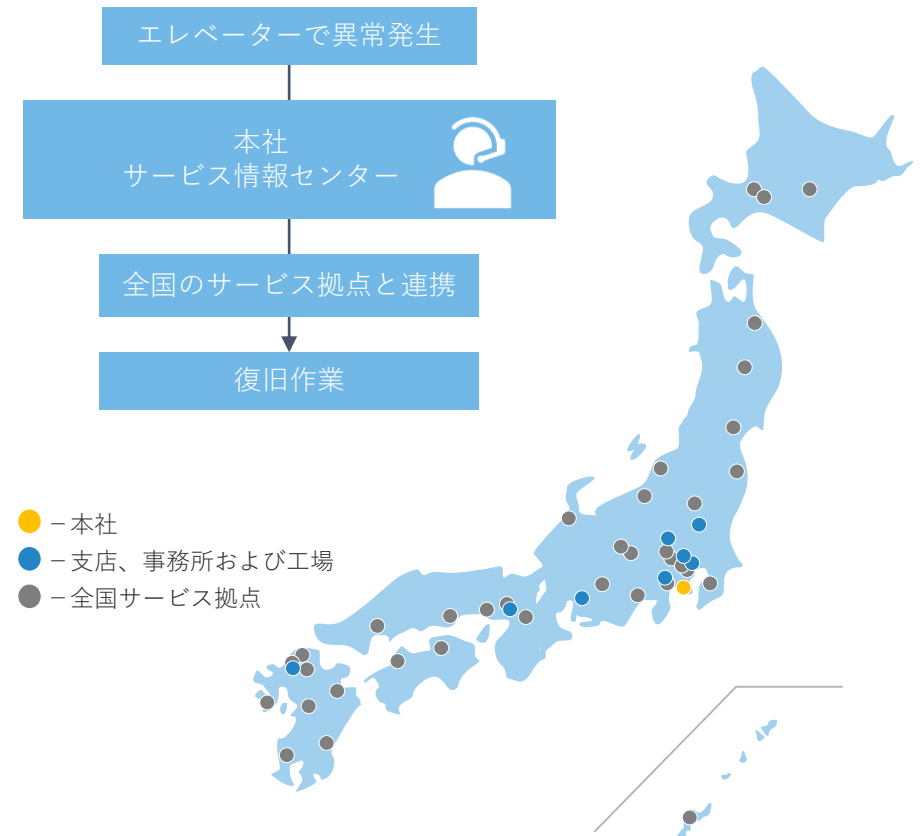 エレベーターで異常発生
本社
サービス情報センター
全国のサービス拠点と連携
復旧作業
－本社
－支店、事務所および工場
－全国サービス拠点